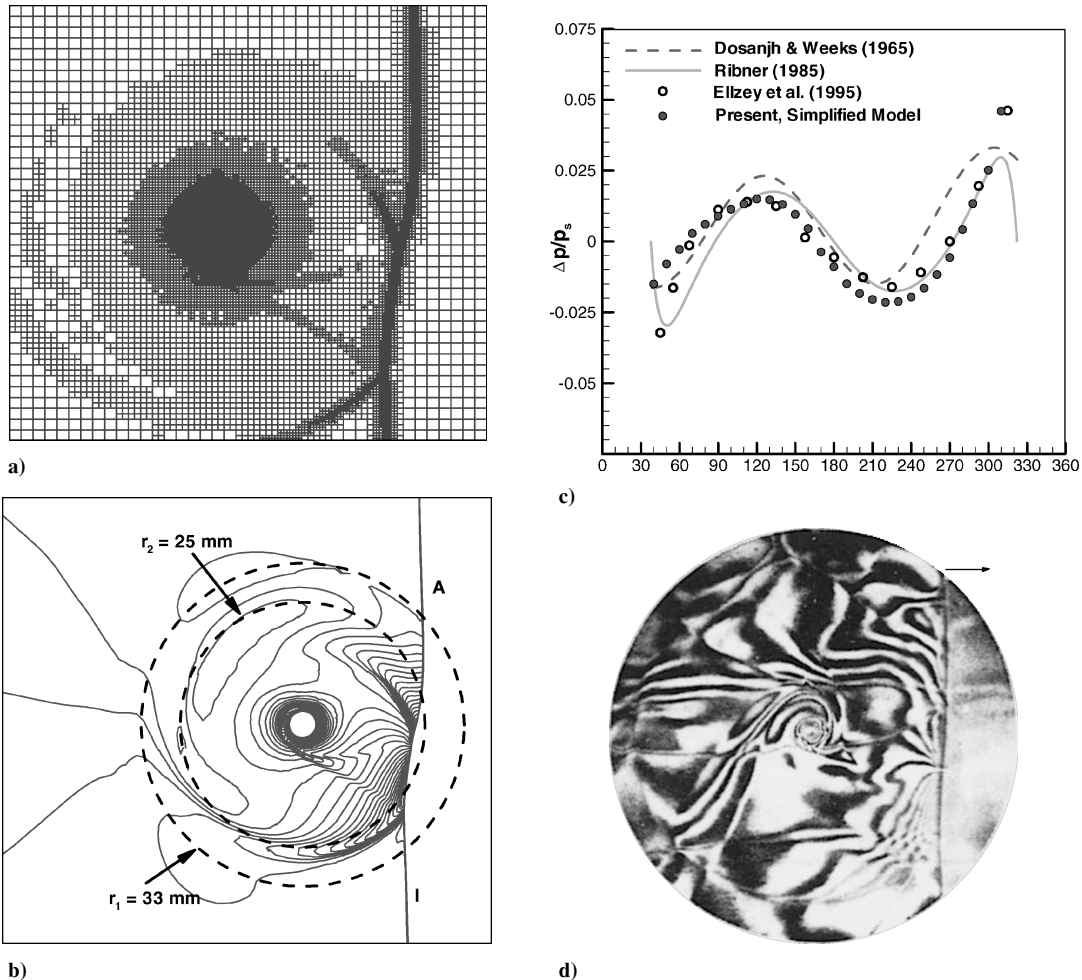 a)
0.075
0.05
0.025
0
-0.025
-0.05
Δp/ps
Dosanjh & Weeks (1965)
Ribner (1985)
Ellzey et al. (1995)
Present, Simplified Model
0 30 60 90 120 150 180 210 240 270 300 330 360
c)
r2 = 25 mm
A
r1 = 33 mm
I
b)
d)